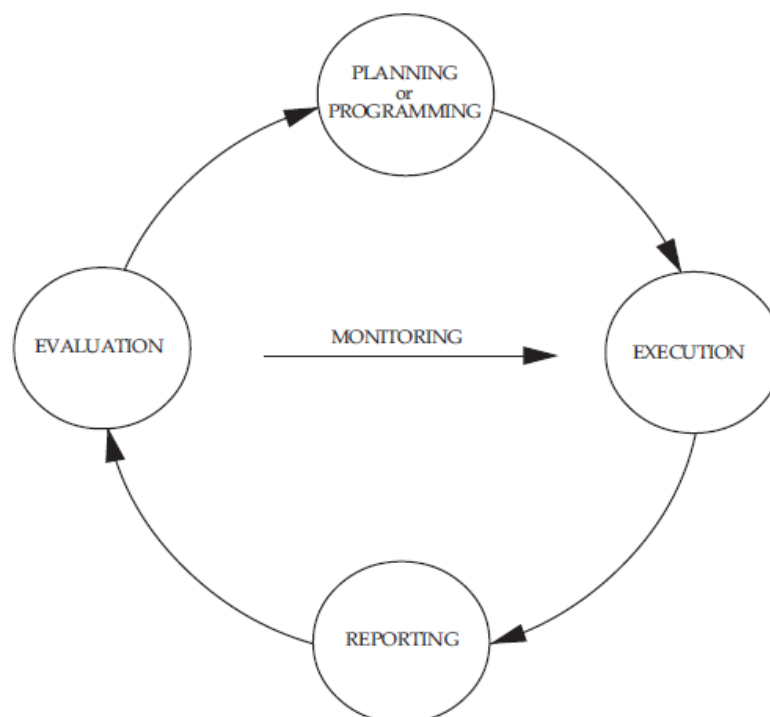 PLANNING
or
PROGRAMMING
MONITORING
EVALUATION
EXECUTION
REPORTING